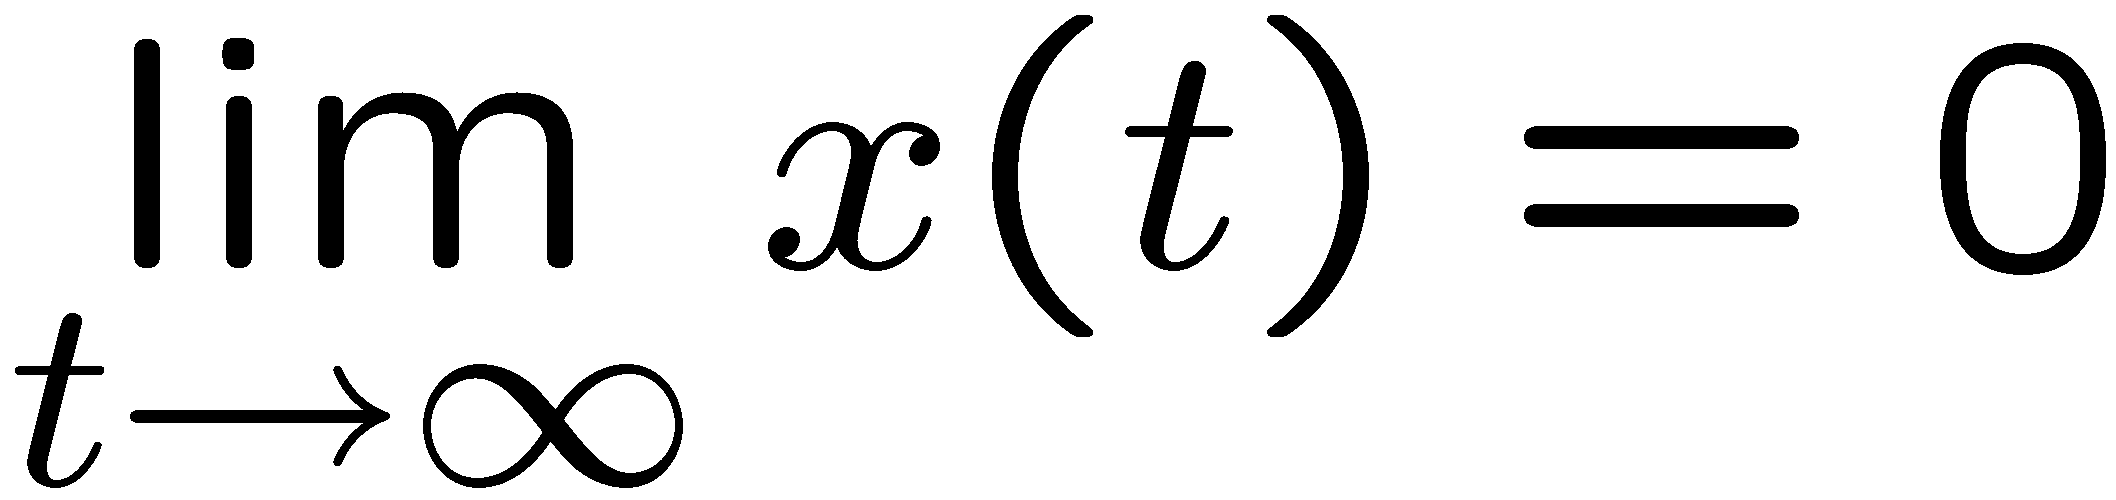 lim x(t) = 0
t→∞